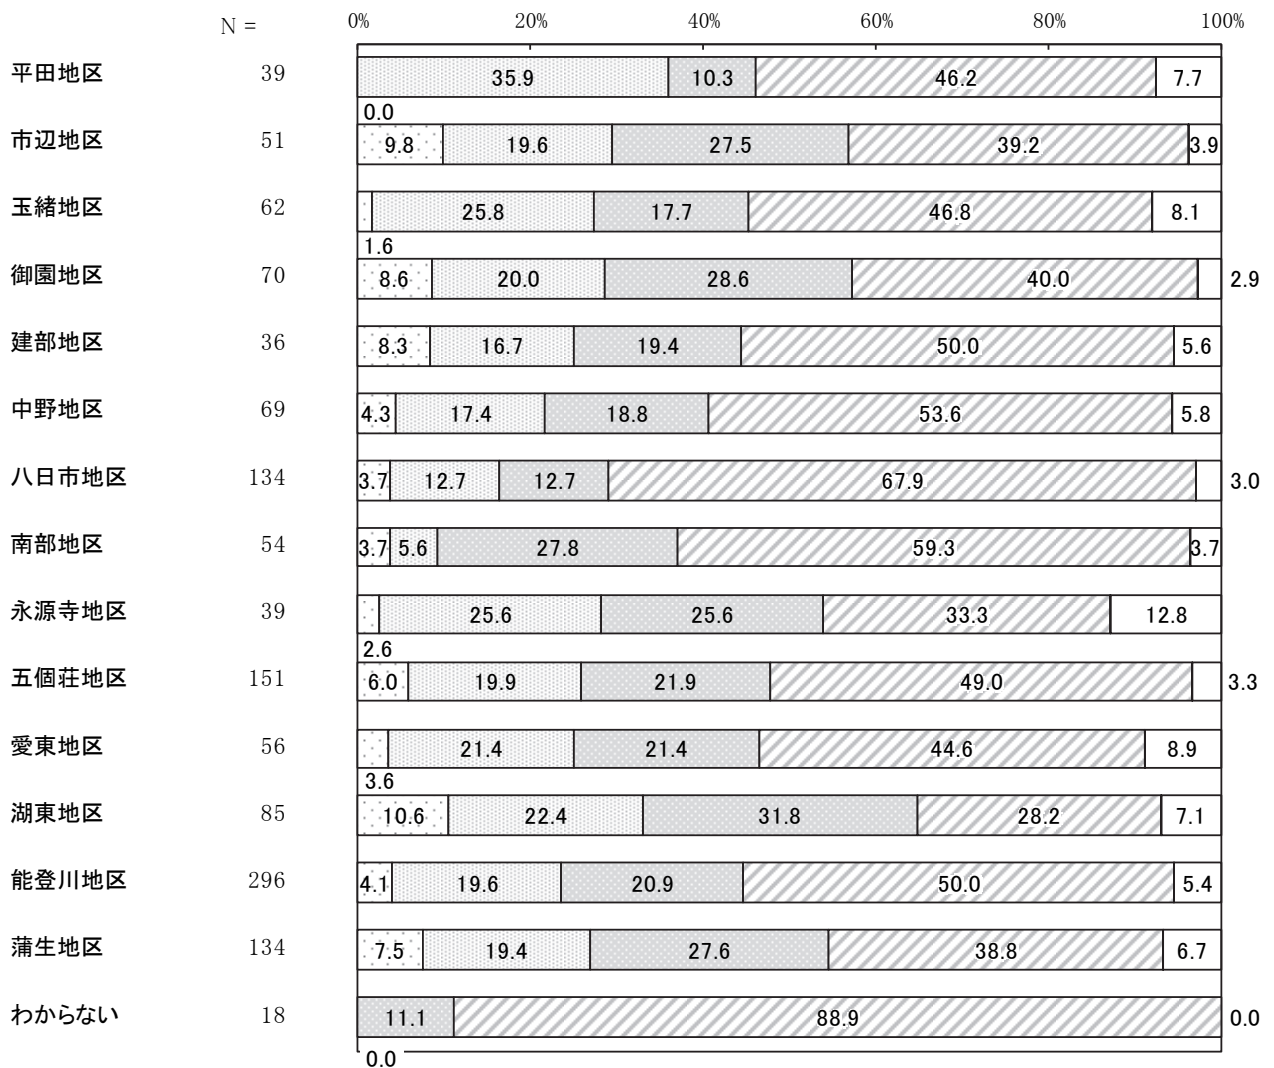 N = 0% 20% 40% 60% 80% 100%
平田地区 39 35.9 10.3 46.2 7.7
0.0
市辺地区 51 9.8 19.6 27.5 39.2 3.9
玉緒地区 62 25.8 17.7 46.8 8.1
1.6
御園地区 70 8.6 20.0 28.6 40.0 2.9
建部地区 36 8.3 16.7 19.4 50.0 5.6
中野地区 69 4.3 17.4 18.8 53.6 5.8
八日市地区 134 3.7 12.7 12.7 67.9 3.0
南部地区 54 3.7 5.6 27.8 59.3 3.7
永源寺地区 39 25.6 25.6 33.3 12.8
2.6
五個荘地区 151 6.0 19.9 21.9 49.0 3.3
愛東地区 56 21.4 21.4 44.6 8.9
3.6
湖東地区 85 10.6 22.4 31.8 28.2 7.1
能登川地区 296 4.1 19.6 20.9 50.0 5.4
蒲生地区 134 7.5 19.4 27.6 38.8 6.7
わからない 18 11.1 88.9 0.0
0.0